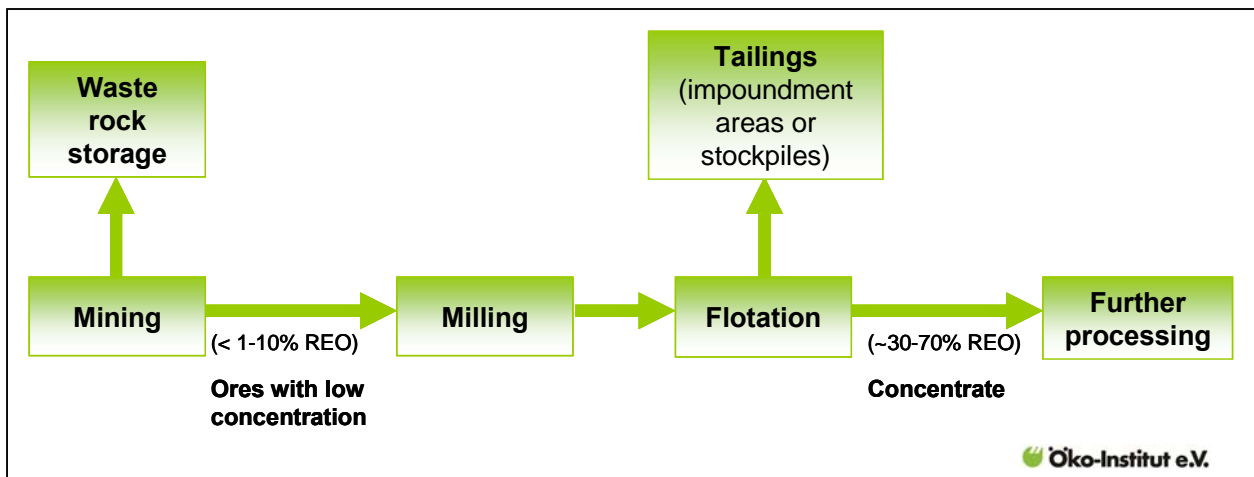 Waste
rock
storage
Tailings
(impoundment
areas or
stockpiles)
Mining
(< 1-10% REO)
Ores with low
concentration
Milling
Flotation
(~30-70% REO)
Concentrate
Further
processing
Öko-Institut e.V.